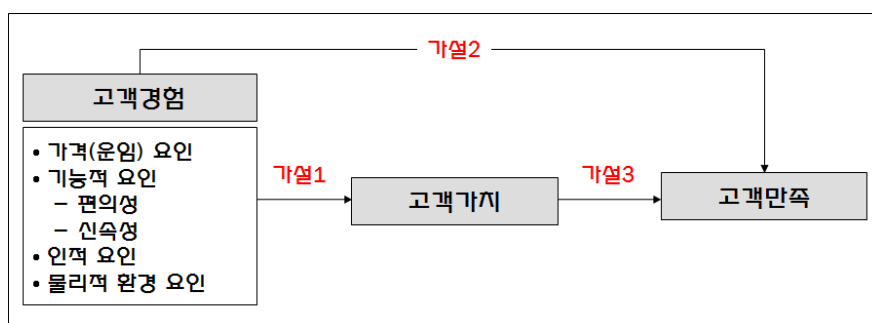 가설2
고객경험
• 가격(운임) 요인
• 기능적 요인
– 편의성
– 신속성
• 인적 요인
• 물리적 환경 요인
가설1
고객가치
가설3
고객만족